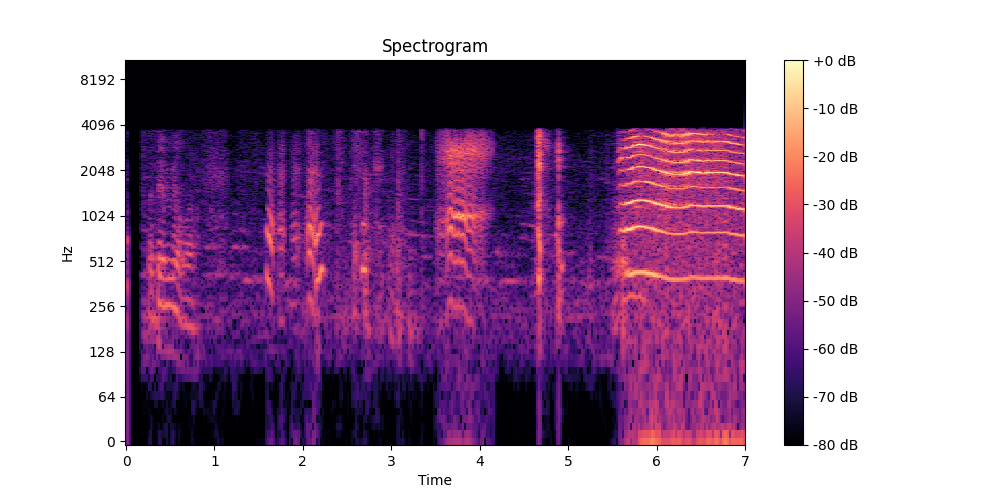 Spectrogram
8192
4096
2048
1024
512
256
128
64
0
Hz
0 1 2 3 4 5 6 7
Time
+0 dB
-10 dB
-20 dB
-30 dB
-40 dB
-50 dB
-60 dB
-70 dB
-80 dB